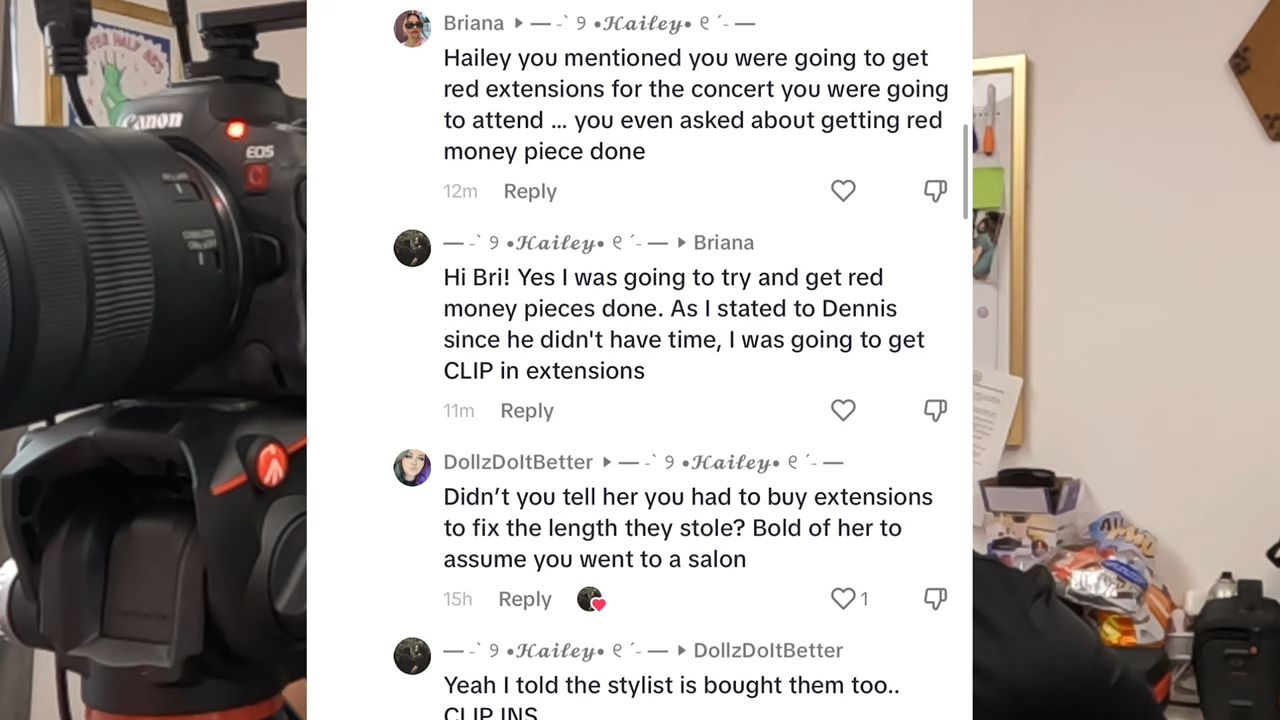 Briana ▸ — -ˋ ୨ •𝓗𝓪𝓲𝓵𝓮𝔂• ୧ ˊ- —
Hailey you mentioned you were going to get
red extensions for the concert you were going
to attend ... you even asked about getting red
money piece done
12m Reply
— -ˋ ୨ •𝓗𝓪𝓲𝓵𝓮𝔂• ୧ ˊ- — ▸ Briana
Hi Bri! Yes I was going to try and get red
money pieces done. As I stated to Dennis
since he didn't have time, I was going to get
CLIP in extensions
11m Reply
DollzDoItBetter ▸ — -ˋ ୨ •𝓗𝓪𝓲𝓵𝓮𝔂• ୧ ˊ- —
Didn’t you tell her you had to buy extensions
to fix the length they stole? Bold of her to
assume you went to a salon
15h Reply 1
— -ˋ ୨ •𝓗𝓪𝓲𝓵𝓮𝔂• ୧ ˊ- — ▸ DollzDoItBetter
Yeah I told the stylist is bought them too..
CLIP INS
Canon
EOS
C
HALF